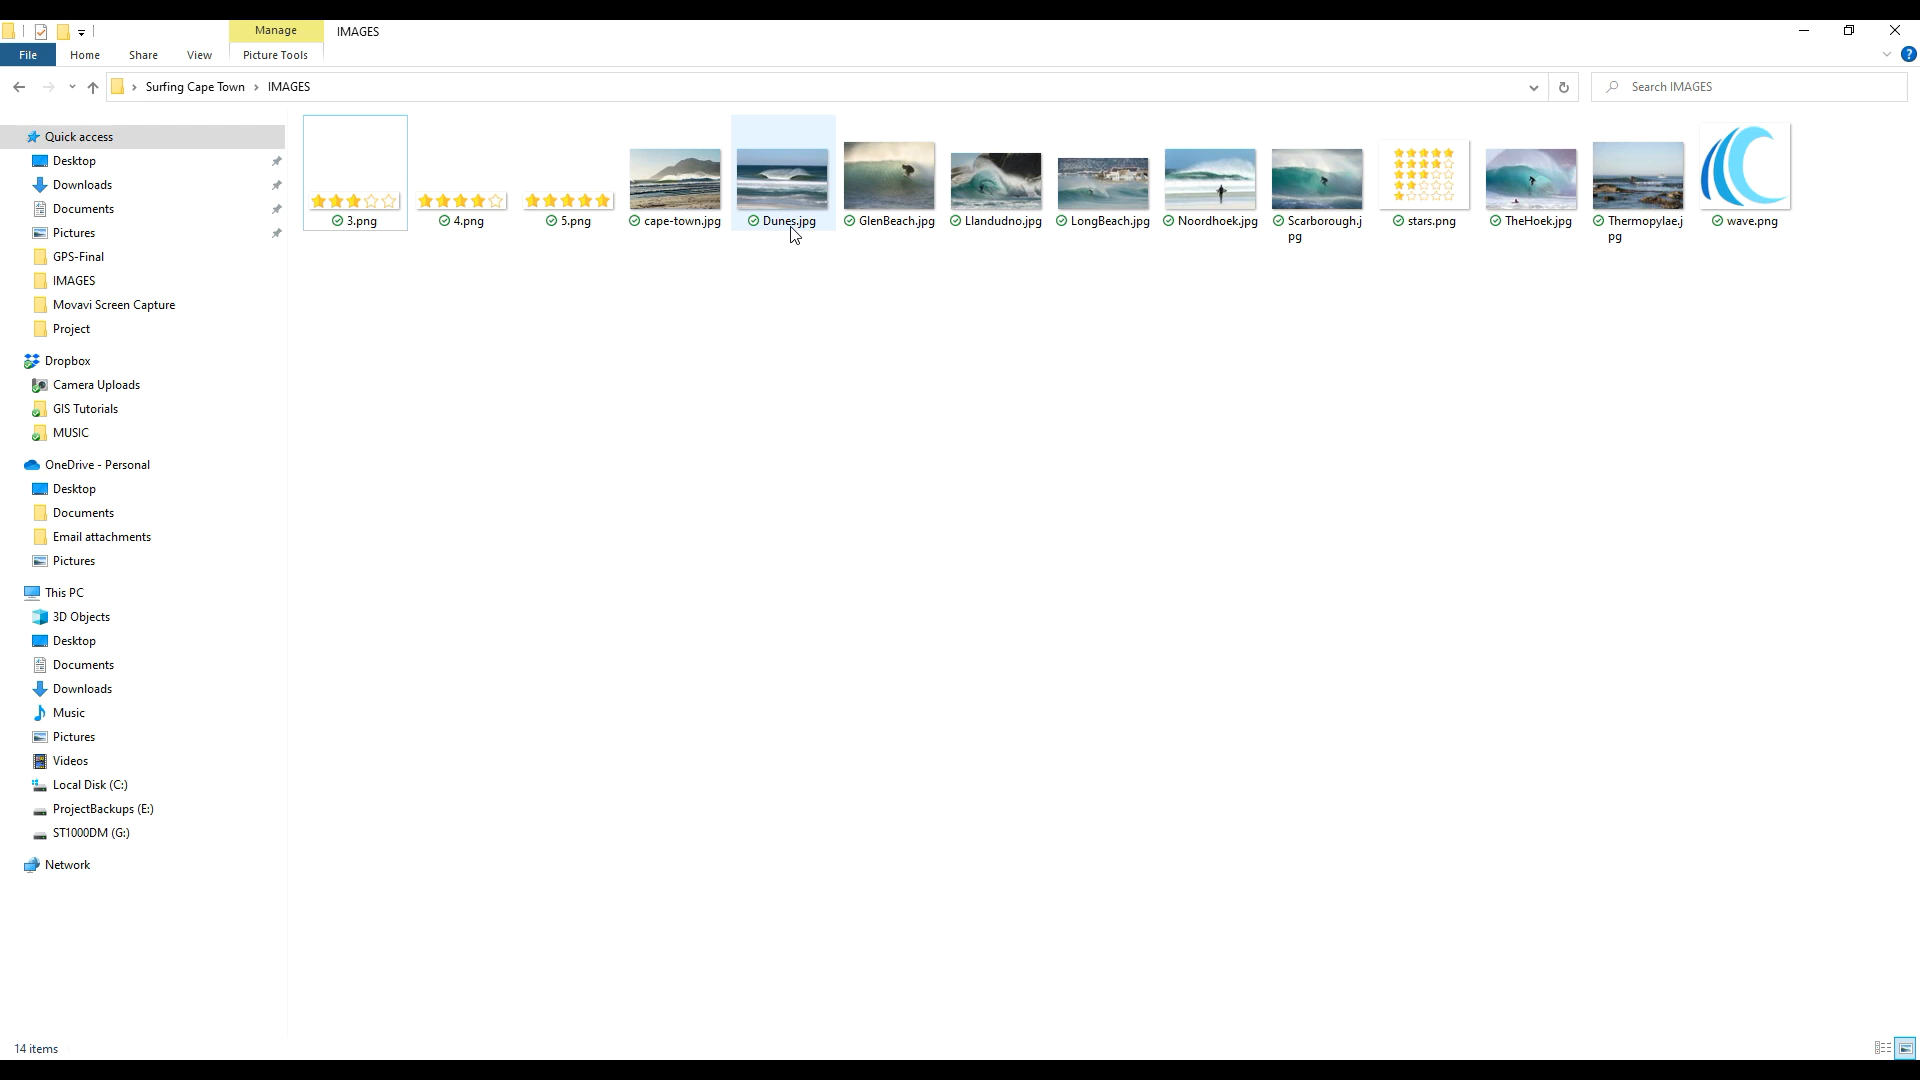 Manage
IMAGES
File
Home
Share
View
Picture Tools
Surfing Cape Town
IMAGES
Search IMAGES
?
3.png
4.png
5.png
cape-town.jpg
Dunes.jpg
GlenBeach.jpg
Llandudno.jpg
LongBeach.jpg
Noordhoek.jpg
Scarborough.j
pg
stars.png
TheHoek.jpg
Thermopylae.j
pg
wave.png
Quick access
Desktop
Downloads
Documents
Pictures
GPS-Final
IMAGES
Movavi Screen Capture
Project
Dropbox
Camera Uploads
GIS Tutorials
MUSIC
OneDrive - Personal
Desktop
Documents
Email attachments
Pictures
This PC
3D Objects
Desktop
Documents
Downloads
Music
Pictures
Videos
Local Disk (C:)
ProjectBackups (E:)
ST1000DM (G:)
Network
14 items